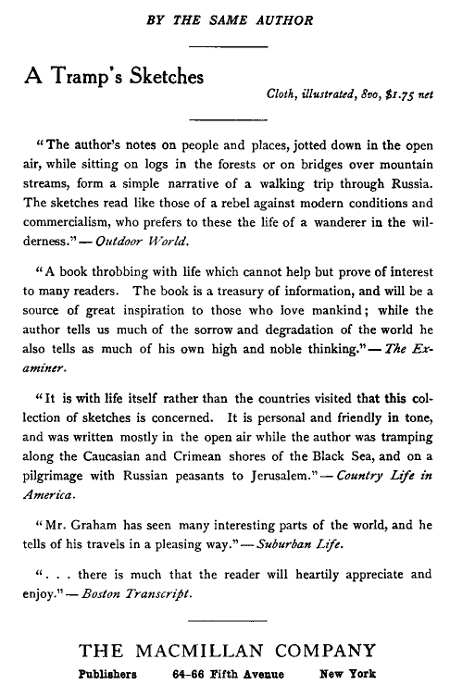 BY THE SAME AUTHOR
A Tramp's Sketches
Cloth, illustrated, 8vo, $1.75 net
"The author's notes on people and places, jotted down in the open
air, while sitting on logs in the forests or on bridges over mountain
streams, form a simple narrative of a walking trip through Russia.
The sketches read like those of a rebel against modern conditions and
commercialism, who prefers to these the life of a wanderer in the wil-
derness."—Outdoor World.
"A book throbbing with life which cannot help but prove of interest
to many readers. The book is a treasury of information, and will be a
source of great inspiration to those who love mankind; while the
author tells us much of the sorrow and degradation of the world he
also tells as much of his own high and noble thinking."—The Ex-
aminer.
"It is with life itself rather than the countries visited that this col-
lection of sketches is concerned. It is personal and friendly in tone,
and was written mostly in the open air while the author was tramping
along the Caucasian and Crimean shores of the Black Sea, and on a
pilgrimage with Russian peasants to Jerusalem."—Country Life in
America.
"Mr. Graham has seen many interesting parts of the world, and he
tells of his travels in a pleasing way."—Suburban Life.
". . . there is much that the reader will heartily appreciate and
enjoy."—Boston Transcript.
THE MACMILLAN COMPANY
Publishers 64-66 Fifth Avenue New York